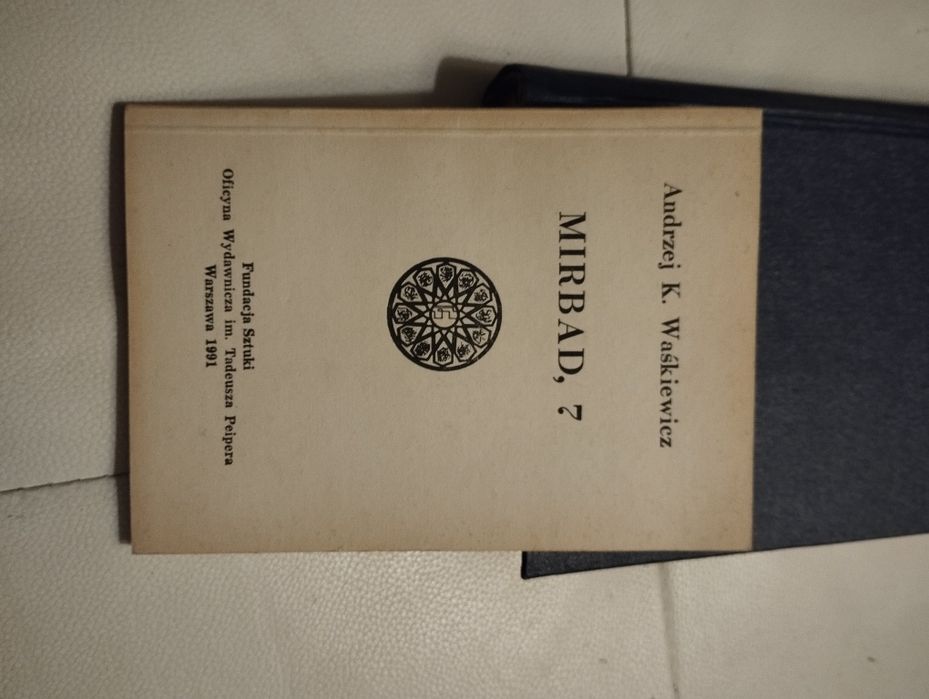 Andrzej K. Waśkiewicz
MIRBAD, 7
Fundacja Sztuki
Oficyna Wydawnicza im. Tadeusza Peipera
Warszawa 1991